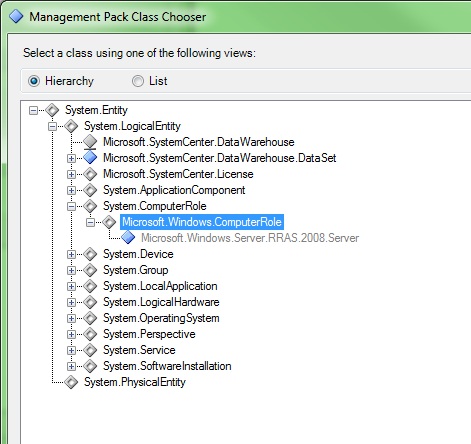 Management Pack Class Chooser
Select a class using one of the following views:
Hierarchy List
System.Entity
System.LogicalEntity
Microsoft.SystemCenter.DataWarehouse
Microsoft.SystemCenter.DataWarehouse.DataSet
Microsoft.SystemCenter.License
System.ApplicationComponent
System.ComputerRole
Microsoft.Windows.ComputerRole
Microsoft.Windows.Server.RRAS.2008.Server
System.Device
System.Group
System.LocalApplication
System.LogicalHardware
System.OperatingSystem
System.Perspective
System.Service
System.SoftwareInstallation
System.PhysicalEntity